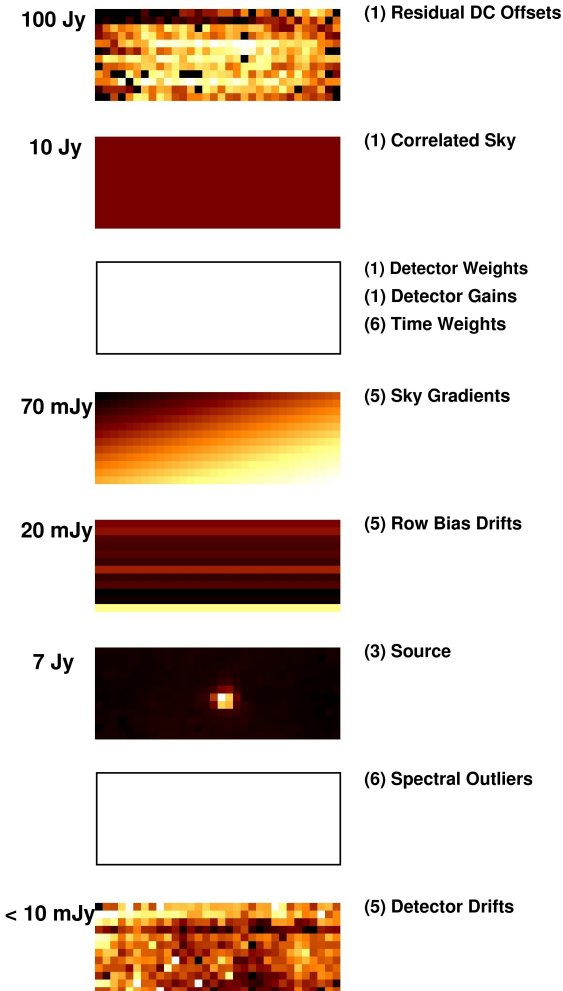 100 Jy
(1) Residual DC Offsets
10 Jy
(1) Correlated Sky
(1) Detector Weights
(1) Detector Gains
(6) Time Weights
70 mJy
(5) Sky Gradients
20 mJy
(5) Row Bias Drifts
7 Jy
(3) Source
(6) Spectral Outliers
< 10 mJy
(5) Detector Drifts